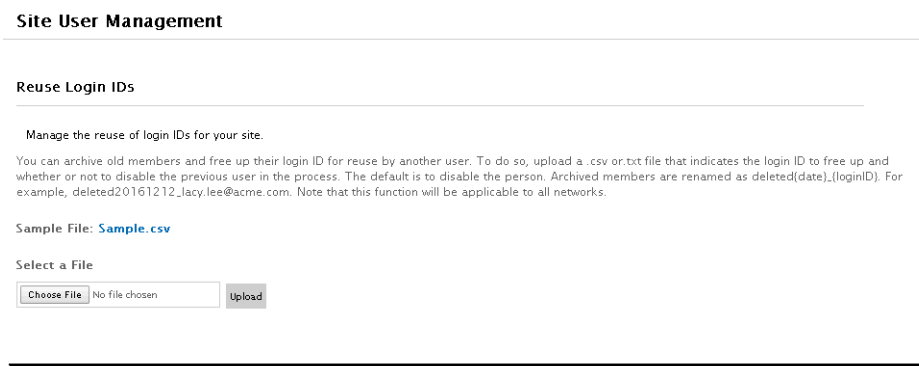 Site User Management
Reuse Login IDs
Manage the reuse of login IDs for your site.
You can archive old members and free up their login ID for reuse by another user. To do so, upload a .csv or.txt file that indicates the login ID to free up and
whether or not to disable the previous user in the process. The default is to disable the person. Archived members are renamed as deleted{date}_{loginID}. For
example, deleted20161212_lacy.lee@acme.com. Note that this function will be applicable to all networks.
Sample File: Sample.csv
Select a File
Choose File No file chosen Upload